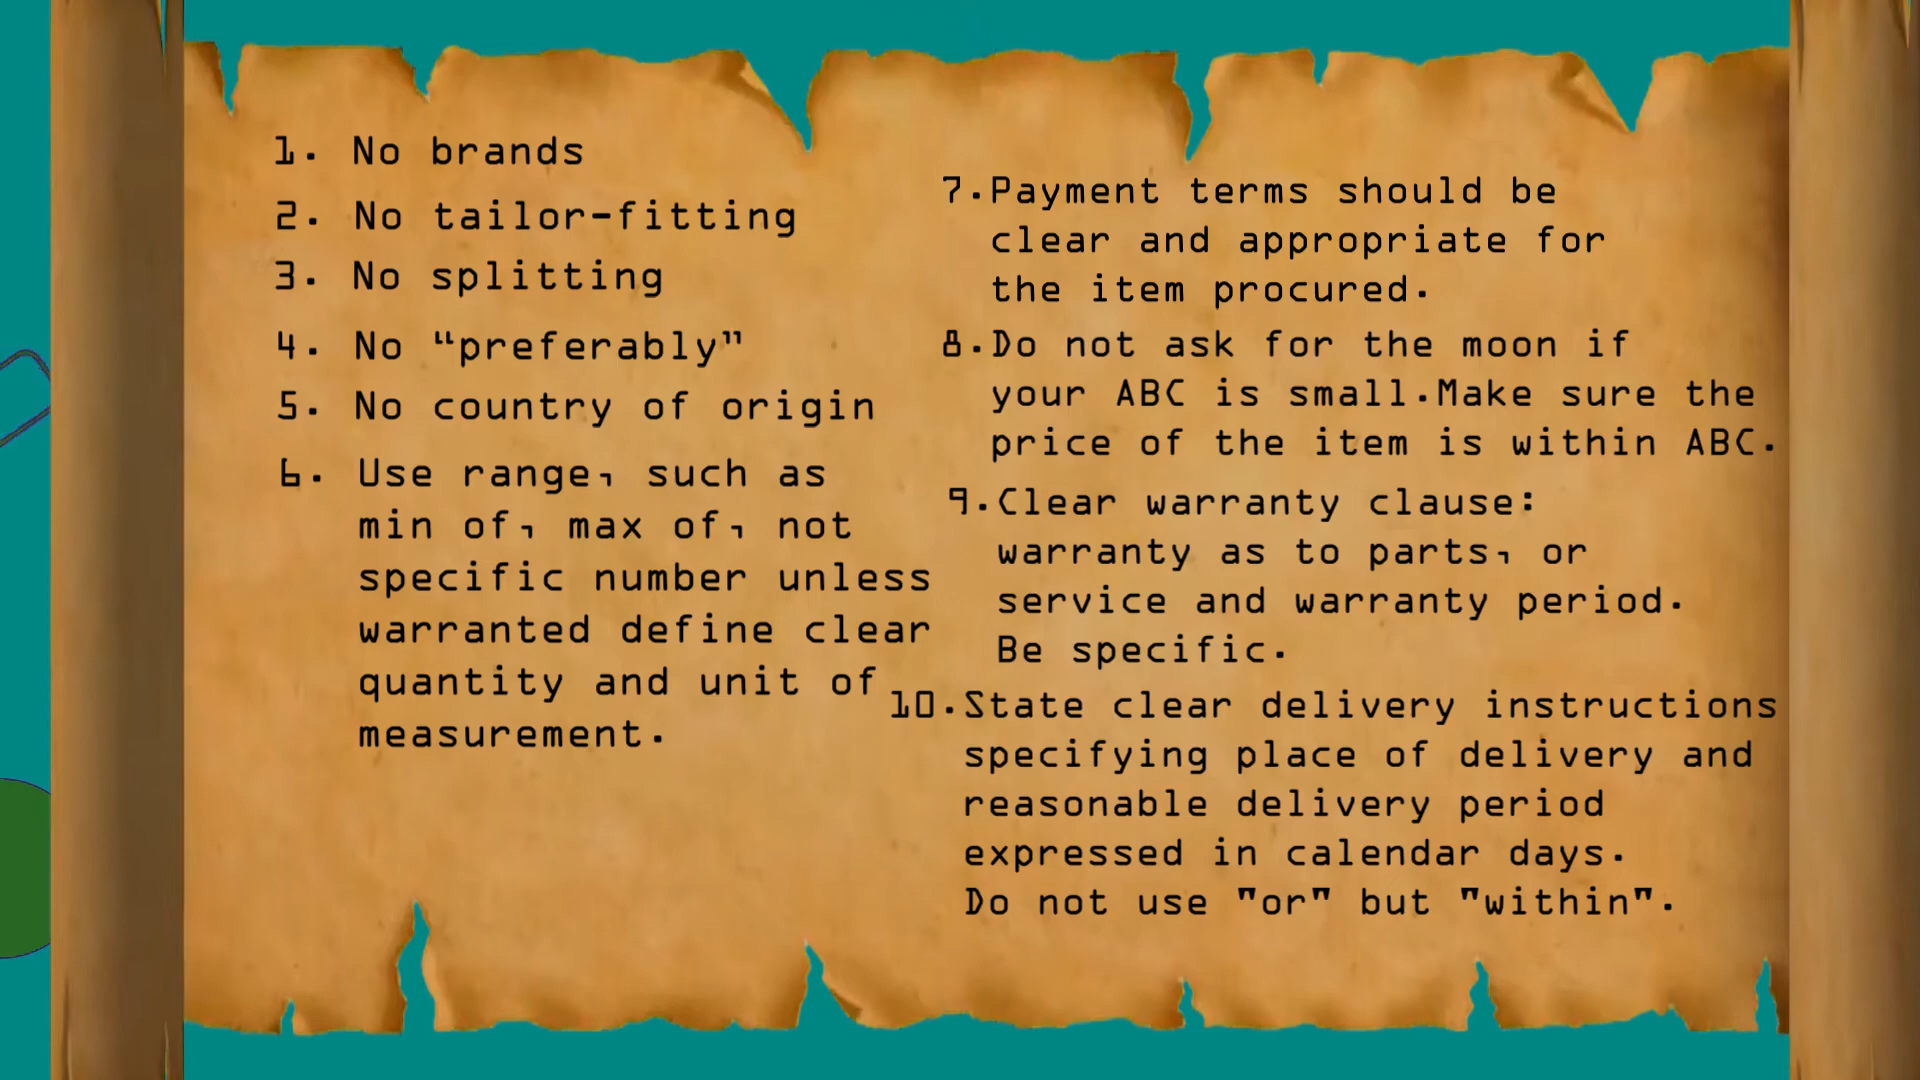 1. No brands
2. No tailor-fitting
3. No splitting
4. No “preferably”
5. No country of origin
6. Use range, such as
min of, max of, not
specific number unless
warranted define clear
quantity and unit of
measurement.
7.Payment terms should be
clear and appropriate for
the item procured.
8.Do not ask for the moon if
your ABC is small.Make sure the
price of the item is within ABC.
9.Clear warranty clause:
warranty as to parts, or
service and warranty period.
Be specific.
10.State clear delivery instructions
specifying place of delivery and
reasonable delivery period
expressed in calendar days.
Do not use "or" but "within".